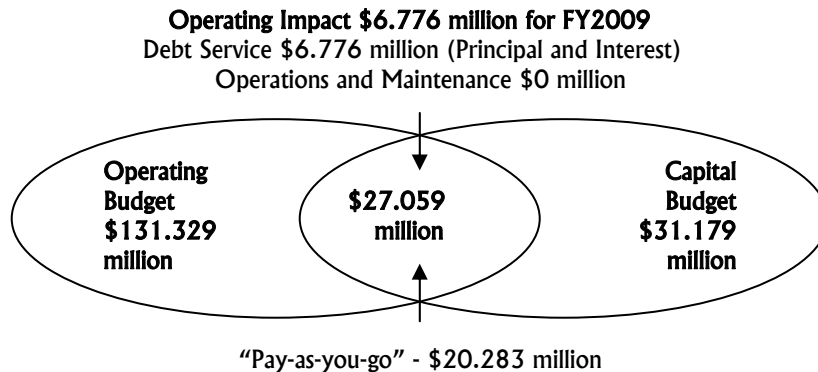 Operating Impact $6.776 million for FY2009
Debt Service $6.776 million (Principal and Interest)
Operations and Maintenance $0 million
Operating
Budget
$131.329
million
$27.059
million
Capital
Budget
$31.179
million
“Pay-as-you-go” - $20.283 million